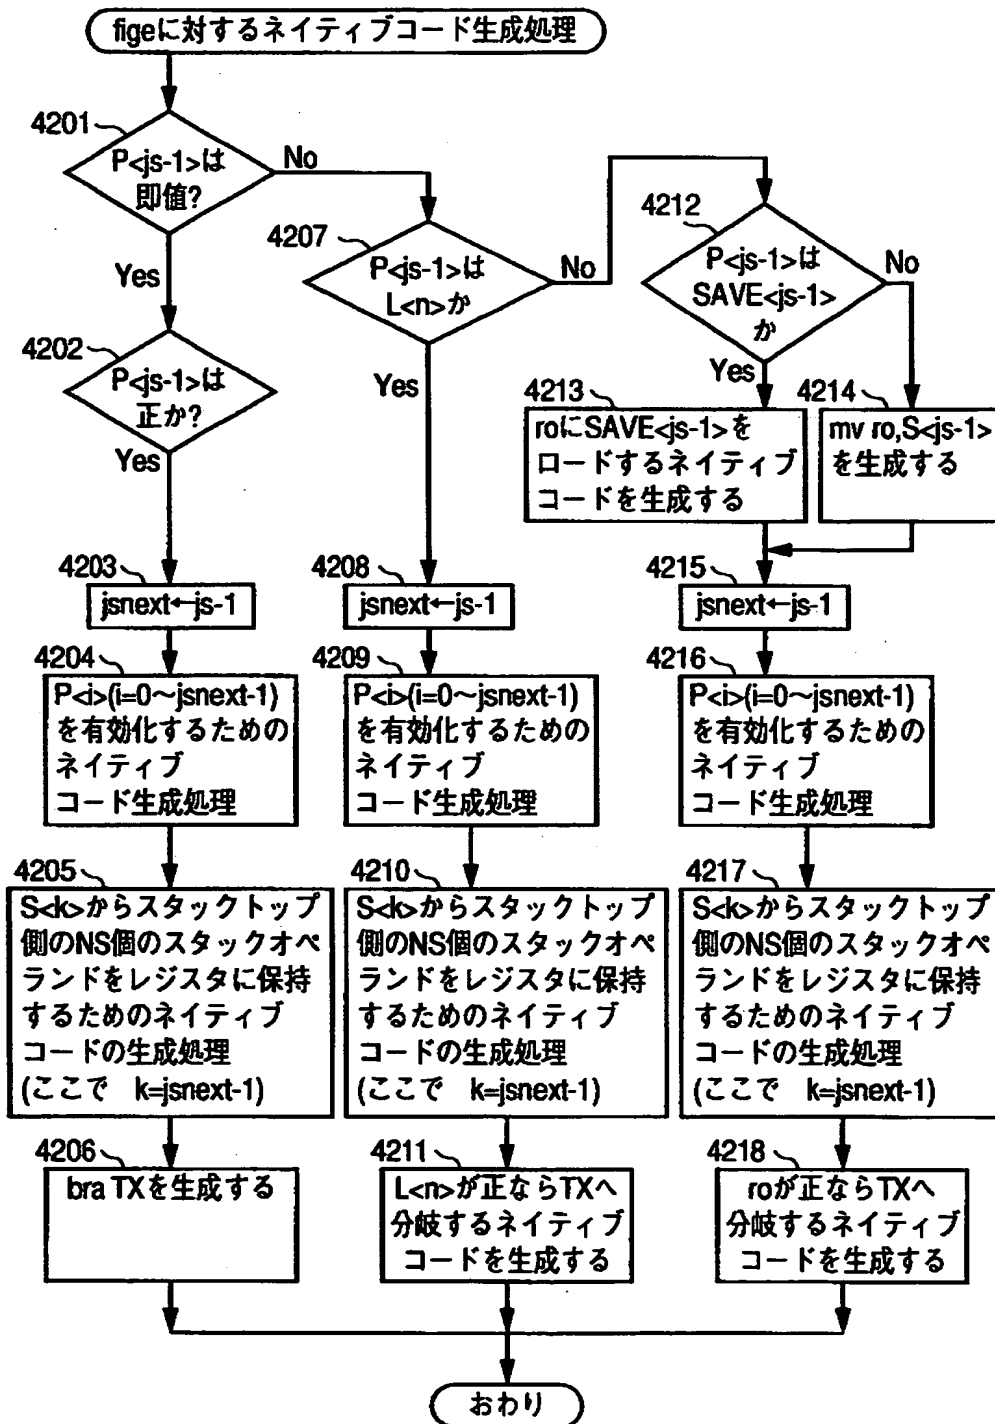 figeに対するネイティブコード生成処理
4201
P<js-1>は
即値?
No
Yes
4202
P<js-1>は
正か?
Yes
4203
jsnext←js-1
4204
P<i>(i=0～jsnext-1)
を有効化するための
ネイティブ
コード生成処理
4205
S<k>からスタックトップ
側のNS個のスタックオペ
ランドをレジスタに保持
するためのネイティブ
コードの生成処理
(ここで k=jsnext-1)
4206
bra TXを生成する
4207
P<js-1>は
L<n>か
No
Yes
4208
jsnext←js-1
4209
P<i>(i=0～jsnext-1)
を有効化するための
ネイティブ
コード生成処理
4210
S<k>からスタックトップ
側のNS個のスタックオペ
ランドをレジスタに保持
するためのネイティブ
コードの生成処理
(ここで k=jsnext-1)
4211
L<n>が正ならTXへ
分岐するネイティブ
コードを生成する
4212
P<js-1>は
SAVE<js-1>
か
No
Yes
4213
roにSAVE<js-1>を
ロードするネイティブ
コードを生成する
4214
mv ro,S<js-1>
を生成する
4215
jsnext←js-1
4216
P<i>(i=0～jsnext-1)
を有効化するための
ネイティブ
コード生成処理
4217
S<k>からスタックトップ
側のNS個のスタックオペ
ランドをレジスタに保持
するためのネイティブ
コードの生成処理
(ここで k=jsnext-1)
4218
roが正ならTXへ
分岐するネイティブ
コードを生成する
おわり